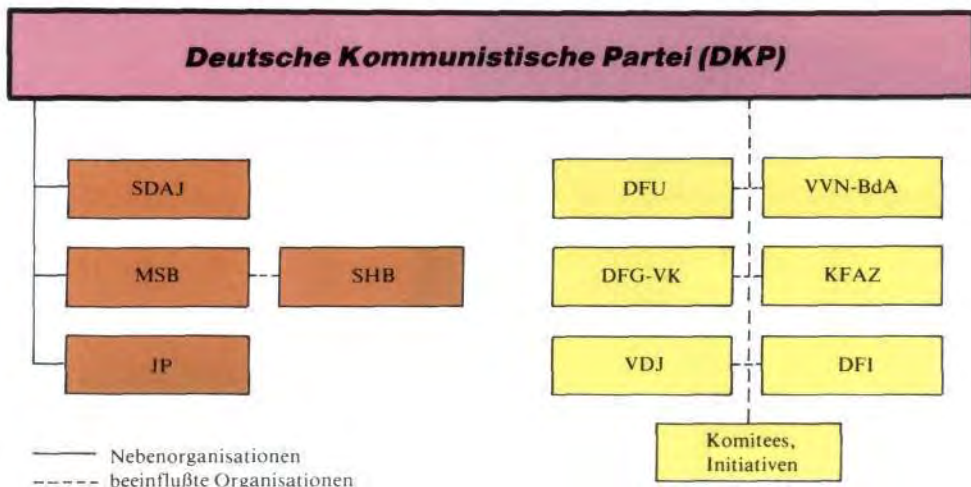 Deutsche Kommunistische Partei (DKP)
SDAJ
MSB
SHB
JP
DFU
VVN-BdA
DFG-VK
KFAZ
VDJ
DFI
Komitees,
Initiativen
Nebenorganisationen
beeinflußte Organisationen